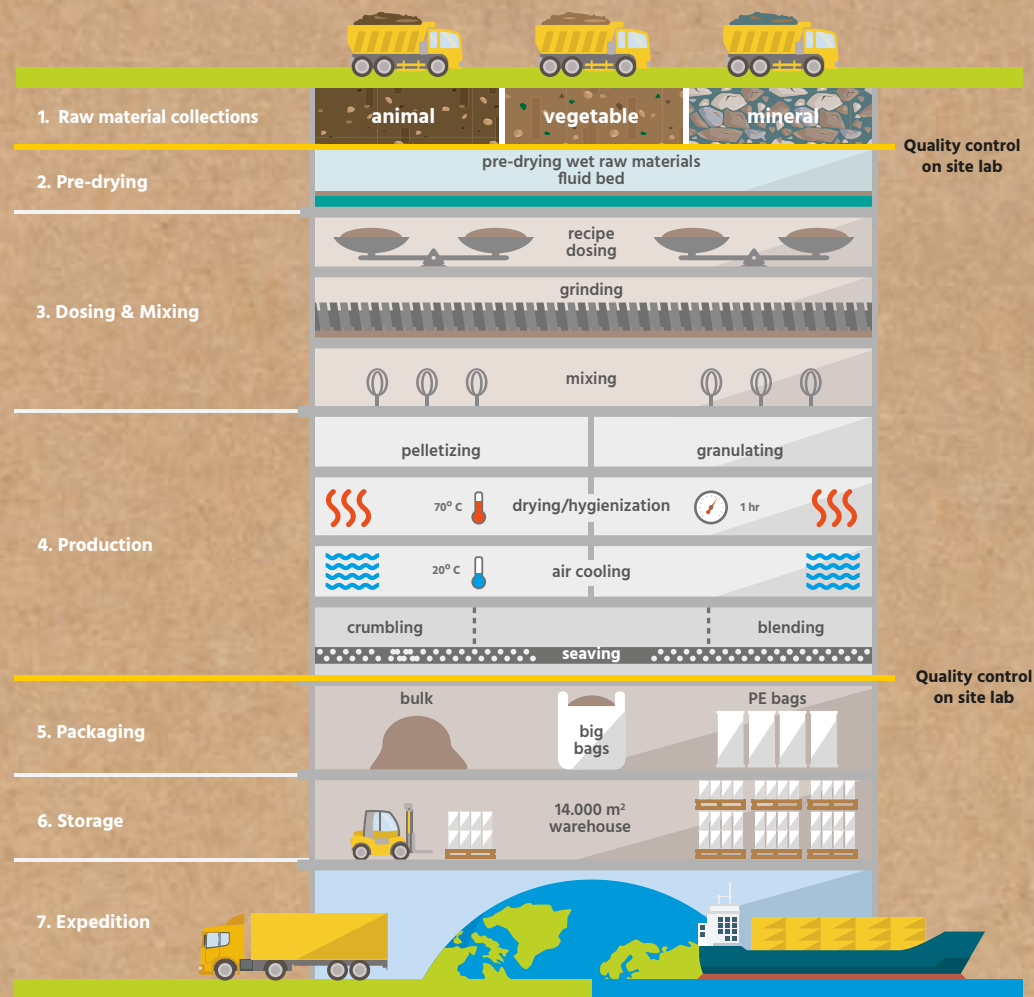 1. Raw material collections
animal
vegetable
mineral
Quality control
on site lab
2. Pre-drying
pre-drying wet raw materials
fluid bed
3. Dosing & Mixing
recipe
dosing
grinding
mixing
4. Production
pelletizing
granulating
70º C
drying/hygienization
1 hr
20º C
air cooling
crumbling
blending
seaving
Quality control
on site lab
5. Packaging
bulk
big
bags
PE bags
6. Storage
14.000 m²
warehouse
7. Expedition